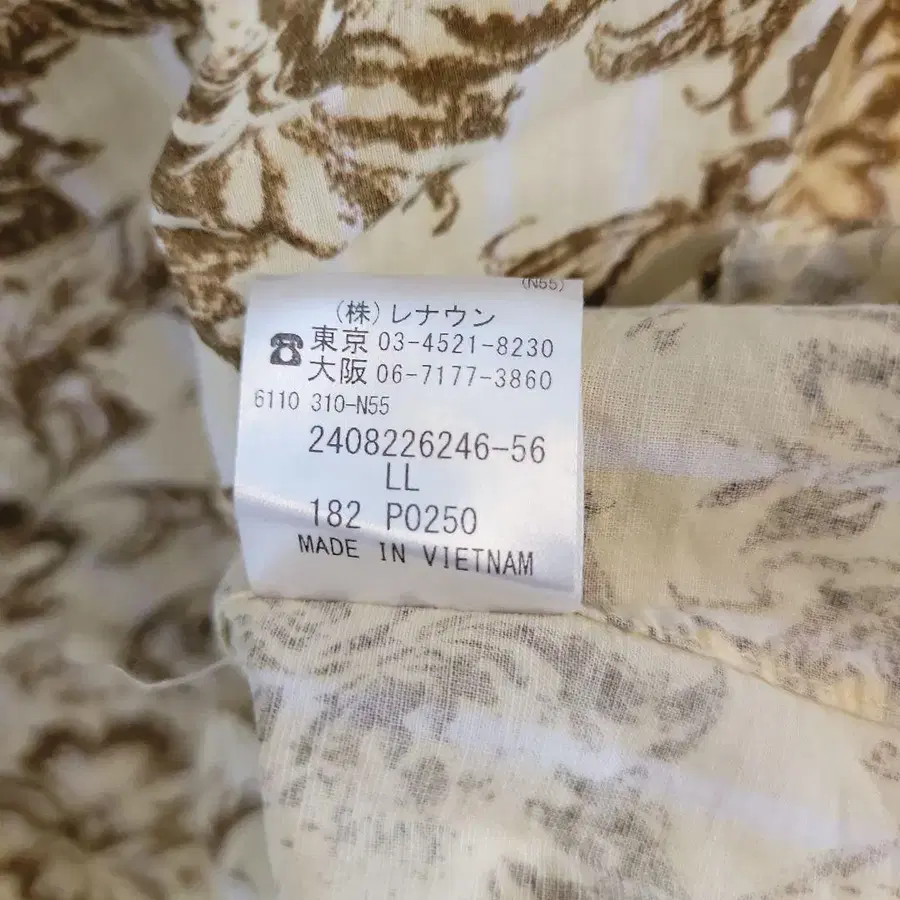 (N55)
(株)レナウン
☎東京 03-4521-8230
大阪 06-7177-3860
6110 310-N55
2408226246-56
LL
182 P0250
MADE IN VIETNAM